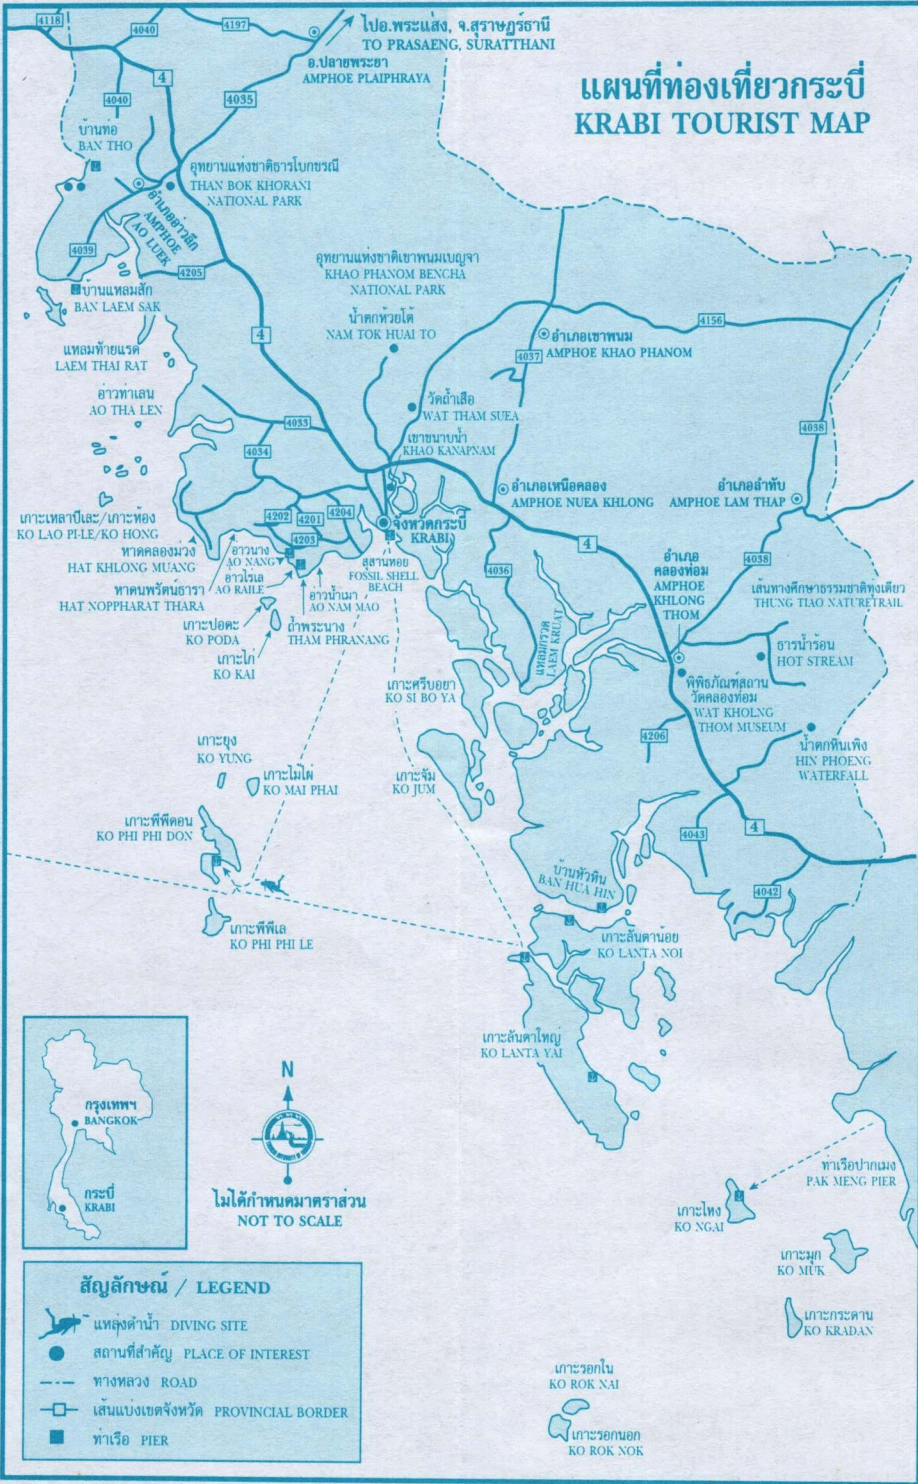 4118
4040
4197
ไปอ.พระแสง, จ.สุราษฎร์ธานี
TO PRASAENG, SURATTHANI
อ.ปลายพระยา
AMPHOE PLAIPHRAYA
แผนที่ท่องเที่ยวกระบี่
KRABI TOURIST MAP
4
4040
4035
บ้านท่อ
BAN THO
อุทยานแห่งชาติธารโบกขรณี
THAN BOK KHORANI
NATIONAL PARK
อำเภออ่าวลึก
AMPHOE
AO LUEK
4039
4205
บ้านแหลมสัก
BAN LAEM SAK
อุทยานแห่งชาติเขาพนมเบญจา
KHAO PHANOM BENCHA
NATIONAL PARK
น้ำตกห้วยโต้
NAM TOK HUAI TO
4
4156
อำเภอเขาพนม
AMPHOE KHAO PHANOM
4037
แหลมท้ายแรด
LAEM THAI RAT
อ่าวท่าเลน
AO THA LEN
วัดถ้ำเสือ
WAT THAM SUEA
4033
4034
4038
เขาขนาบน้ำ
KHAO KANAPNAM
อำเภอเหนือคลอง
AMPHOE NUEA KHLONG
อำเภอลำทับ
AMPHOE LAM THAP
เกาะเหลาปิเละ/เกาะห้อง
KO LAO PI-LE/KO HONG
4202
4201
4204
4203
จังหวัดกระบี่
KRABI
หาดคลองม่วง
HAT KHLONG MUANG
อ่าวนาง
AO NANG
อ่าวไรเล
AO RAILE
สุสานหอย
FOSSIL SHELL
BEACH
4
4036
อำเภอ
คลองท่อม
AMPHOE
KHLONG
THOM
4038
หาดนพรัตน์ธารา
HAT NOPPHARAT THARA
อ่าวน้ำเมา
AO NAM MAO
เส้นทางศึกษาธรรมชาติทุ่งเตียว
THUNG TIAO NATURETRAIL
เกาะปอดะ
KO PODA
ถ้ำพระนาง
THAM PHRANANG
แหลมกรวด
LAEM KRUAT
ธารน้ำร้อน
HOT STREAM
เกาะไก่
KO KAI
เกาะศรีบอยา
KO SI BO YA
พิพิธภัณฑ์สถาน
วัดคลองท่อม
WAT KHOLNG
THOM MUSEUM
4206
น้ำตกหินเพิง
HIN PHOENG
WATERFALL
เกาะยุง
KO YUNG
เกาะไม้ไผ่
KO MAI PHAI
เกาะจัม
KO JUM
เกาะพีพีดอน
KO PHI PHI DON
4043
4
บ้านหัวหิน
BAN HUA HIN
4042
เกาะพีพีเล
KO PHI PHI LE
เกาะลันตาน้อย
KO LANTA NOI
เกาะลันตาใหญ่
KO LANTA YAI
กรุงเทพฯ
BANGKOK
กระบี่
KRABI
N
ไม่ได้กำหนดมาตราส่วน
NOT TO SCALE
ท่าเรือปากเมง
PAK MENG PIER
เกาะไหง
KO NGAI
เกาะมุก
KO MUK
เกาะกระดาน
KO KRADAN
สัญลักษณ์ / LEGEND
แหล่งดำน้ำ DIVING SITE
สถานที่สำคัญ PLACE OF INTEREST
ทางหลวง ROAD
เส้นแบ่งเขตจังหวัด PROVINCIAL BORDER
ท่าเรือ PIER
เกาะรอกใน
KO ROK NAI
เกาะรอกนอก
KO ROK NOK